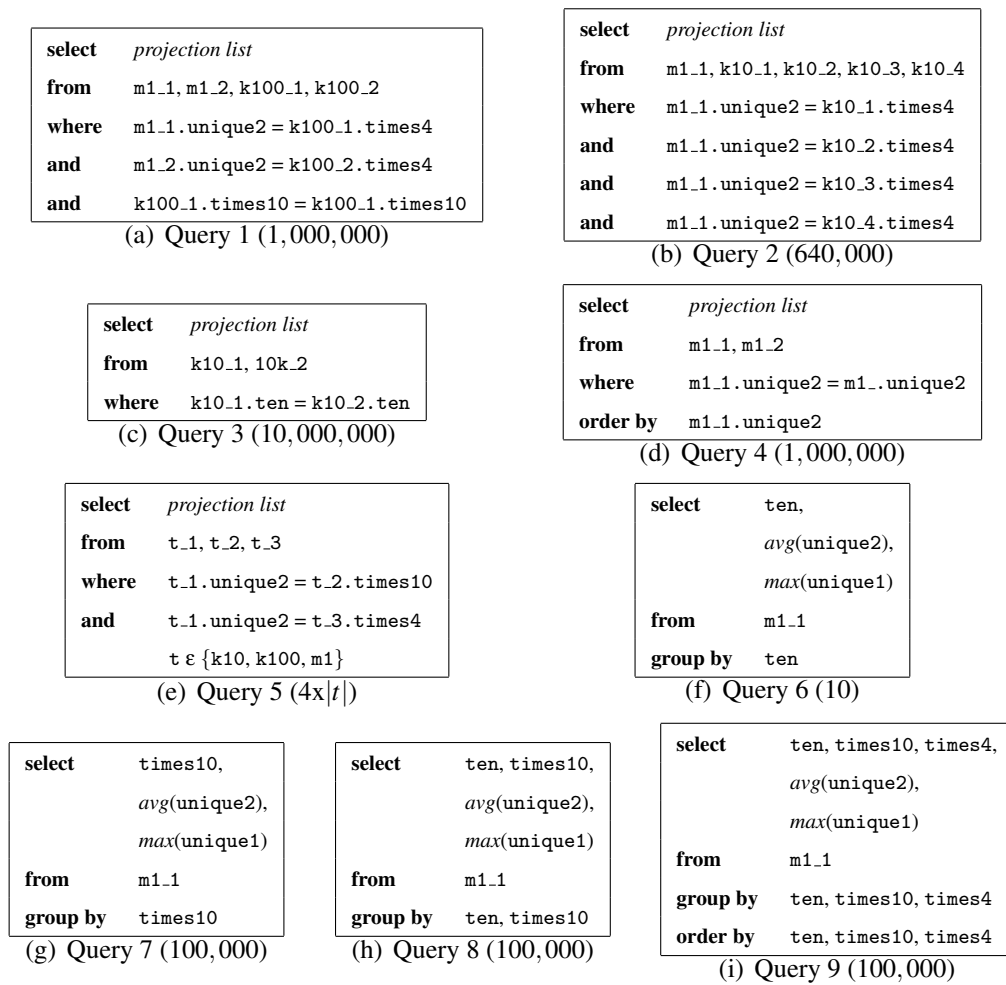 select projection list
from m1_1, m1_2, k100_1, k100_2
where m1_1.unique2 = k100_1.times4
and m1_2.unique2 = k100_2.times4
and k100_1.times10 = k100_1.times10
(a) Query 1 (1,000,000)
select projection list
from m1_1, k10_1, k10_2, k10_3, k10_4
where m1_1.unique2 = k10_1.times4
and m1_1.unique2 = k10_2.times4
and m1_1.unique2 = k10_3.times4
and m1_1.unique2 = k10_4.times4
(b) Query 2 (640,000)
select projection list
from k10_1, 10k_2
where k10_1.ten = k10_2.ten
(c) Query 3 (10,000,000)
select projection list
from m1_1, m1_2
where m1_1.unique2 = m1_.unique2
order by m1_1.unique2
(d) Query 4 (1,000,000)
select projection list
from t_1, t_2, t_3
where t_1.unique2 = t_2.times10
and t_1.unique2 = t_3.times4
t ε {k10, k100, m1}
(e) Query 5 (4x|t|)
select ten,
avg(unique2),
max(unique1)
from m1_1
group by ten
(f) Query 6 (10)
select times10,
avg(unique2),
max(unique1)
from m1_1
group by times10
(g) Query 7 (100,000)
select ten, times10,
avg(unique2),
max(unique1)
from m1_1
group by ten, times10
(h) Query 8 (100,000)
select ten, times10, times4,
avg(unique2),
max(unique1)
from m1_1
group by ten, times10, times4
order by ten, times10, times4
(i) Query 9 (100,000)